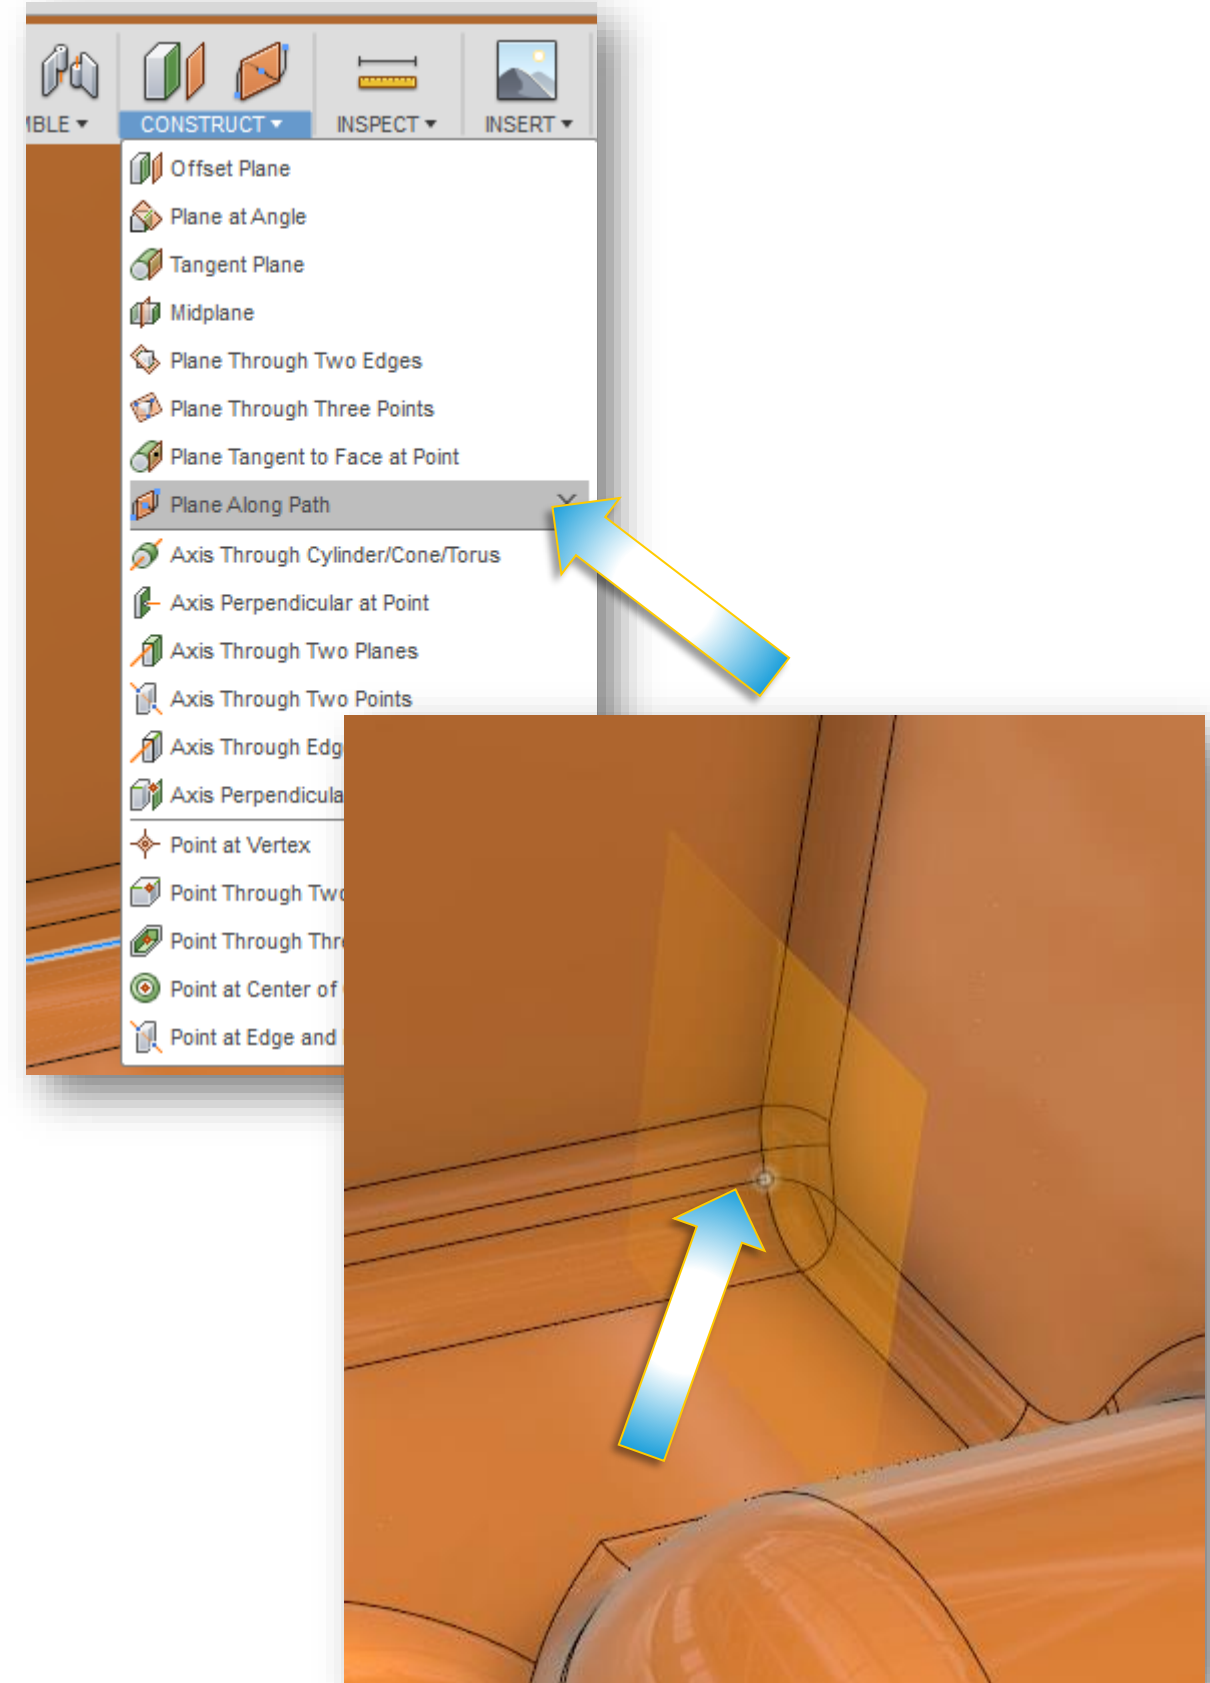 MBLE ▾ CONSTRUCT ▾ INSPECT ▾ INSERT ▾
Offset Plane
Plane at Angle
Tangent Plane
Midplane
Plane Through Two Edges
Plane Through Three Points
Plane Tangent to Face at Point
Plane Along Path
Axis Through Cylinder/Cone/Torus
Axis Perpendicular at Point
Axis Through Two Planes
Axis Through Two Points
Axis Through Edg
Axis Perpendicula
Point at Vertex
Point Through Two
Point Through Thr
Point at Center of
Point at Edge and